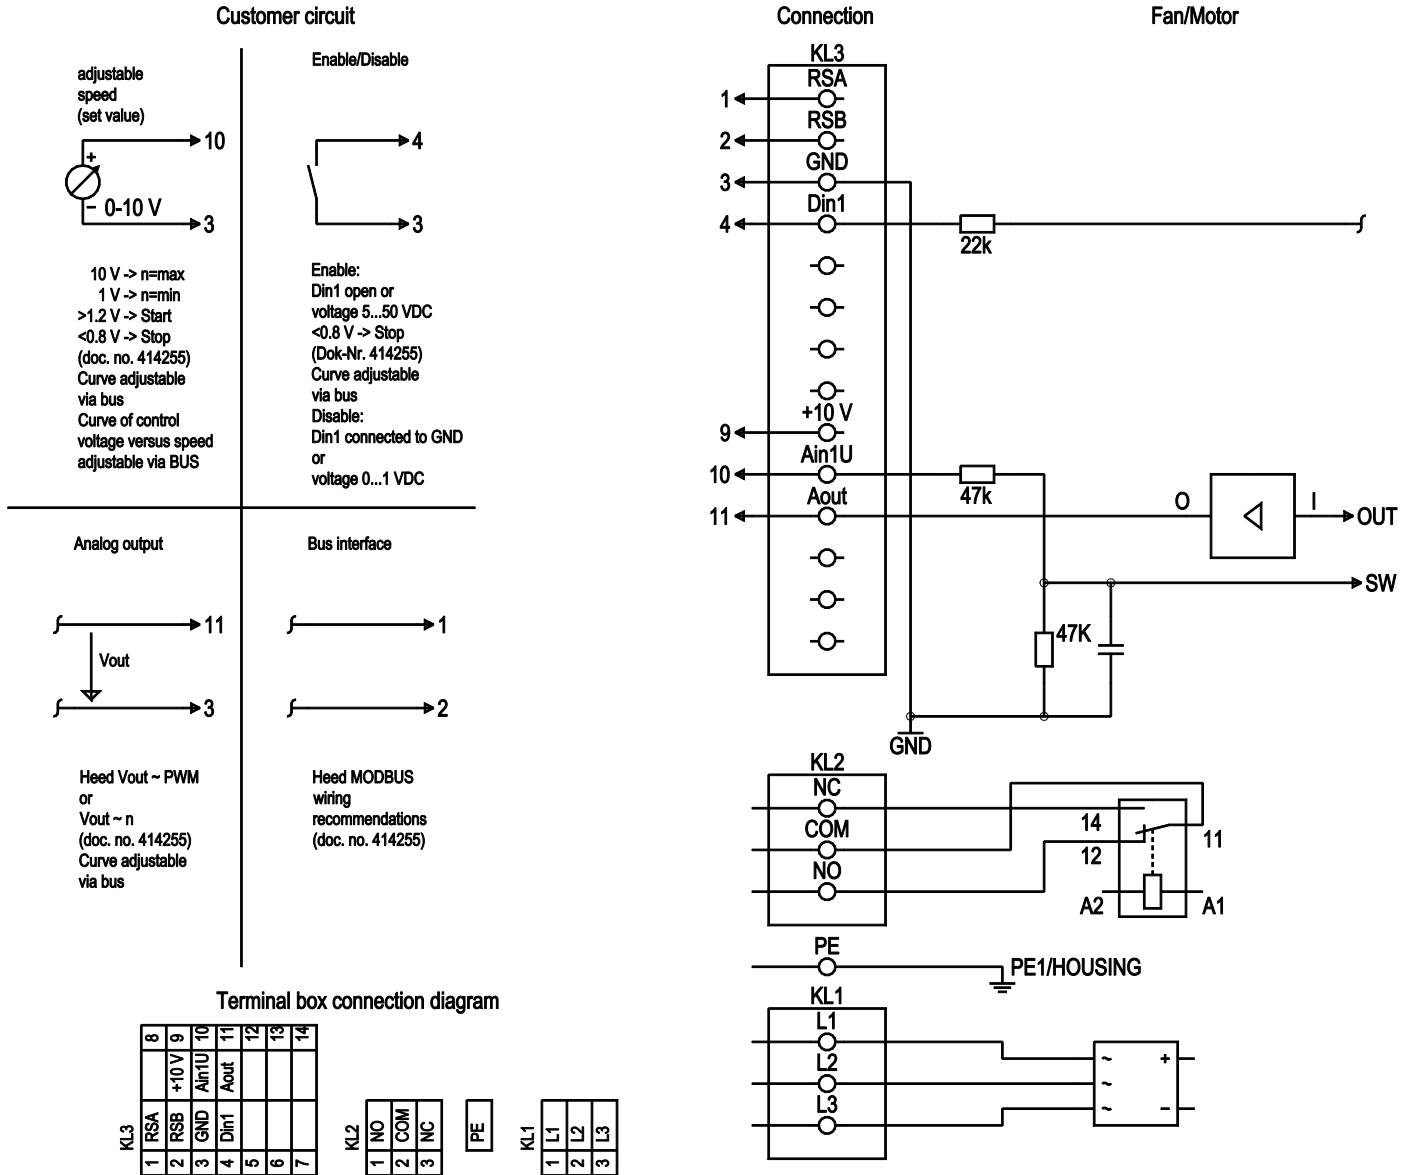 Customer circuit
adjustable
speed
(set value)
10
+
− 0-10 V
3
10 V -> n=max
1 V -> n=min
>1.2 V -> Start
<0.8 V -> Stop
(doc. no. 414255)
Curve adjustable
via bus
Curve of control
voltage versus speed
adjustable via BUS
Enable/Disable
4
3
Enable:
Din1 open or
voltage 5...50 VDC
<0.8 V -> Stop
(Dok-Nr. 414255)
Curve adjustable
via bus
Disable:
Din1 connected to GND
or
voltage 0...1 VDC
Analog output
11
Vout
3
Heed Vout ~ PWM
or
Vout ~ n
(doc. no. 414255)
Curve adjustable
via bus
Bus interface
1
2
Heed MODBUS
wiring
recommendations
(doc. no. 414255)
Connection
Fan/Motor
KL3
RSA
1
RSB
2
GND
3
Din1
4
22k
+10 V
9
Ain1U
10
47k
Aout
11
O
I
OUT
SW
47K
GND
KL2
NC
COM
NO
14
12
11
A2
A1
PE
PE1/HOUSING
KL1
L1
L2
L3
~ +
~
~ −
Terminal box connection diagram
KL3
1 RSA 8
2 RSB +10 V 9
3 GND Ain1U 10
4 Din1 Aout 11
5 12
6 13
7 14
KL2
1 NO
2 COM
3 NC
PE
KL1
1 L1
2 L2
3 L3